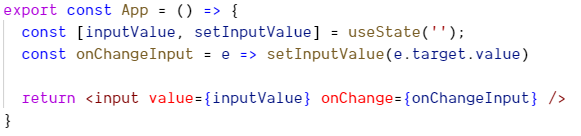 export const App = () => {
  const [inputValue, setInputValue] = useState('');
  const onChangeInput = e => setInputValue(e.target.value)

  return <input value={inputValue} onChange={onChangeInput} />
}